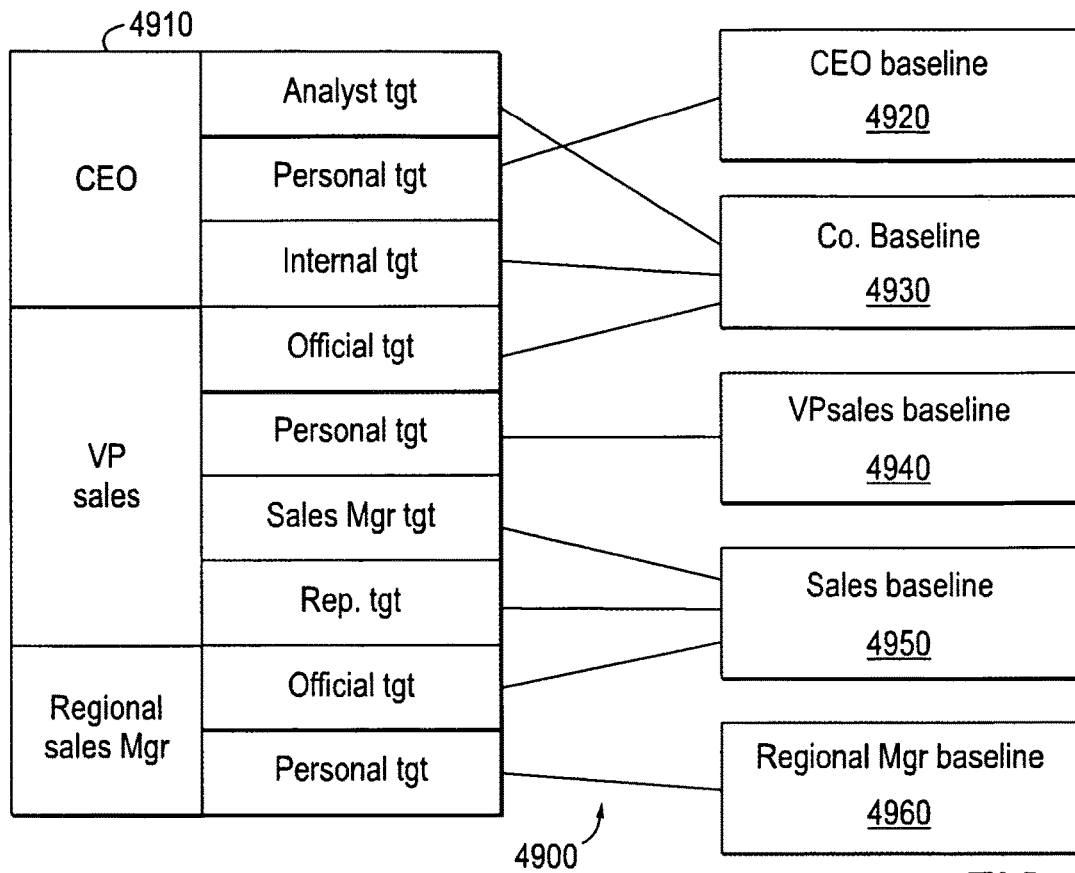 4910
CEO
Analyst tgt
Personal tgt
Internal tgt
VP
sales
Official tgt
Personal tgt
Sales Mgr tgt
Rep. tgt
Regional
sales Mgr
Official tgt
Personal tgt
CEO baseline
4920
Co. Baseline
4930
VPsales baseline
4940
Sales baseline
4950
Regional Mgr baseline
4960
4900